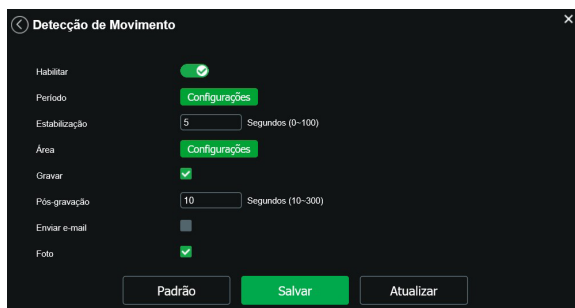 Detecção de Movimento
Habilitar
Período Configurações
Estabilização 5 Segundos (0~100)
Área Configurações
Gravar
Pós-gravação 10 Segundos (10~300)
Enviar e-mail
Foto
Padrão Salvar Atualizar